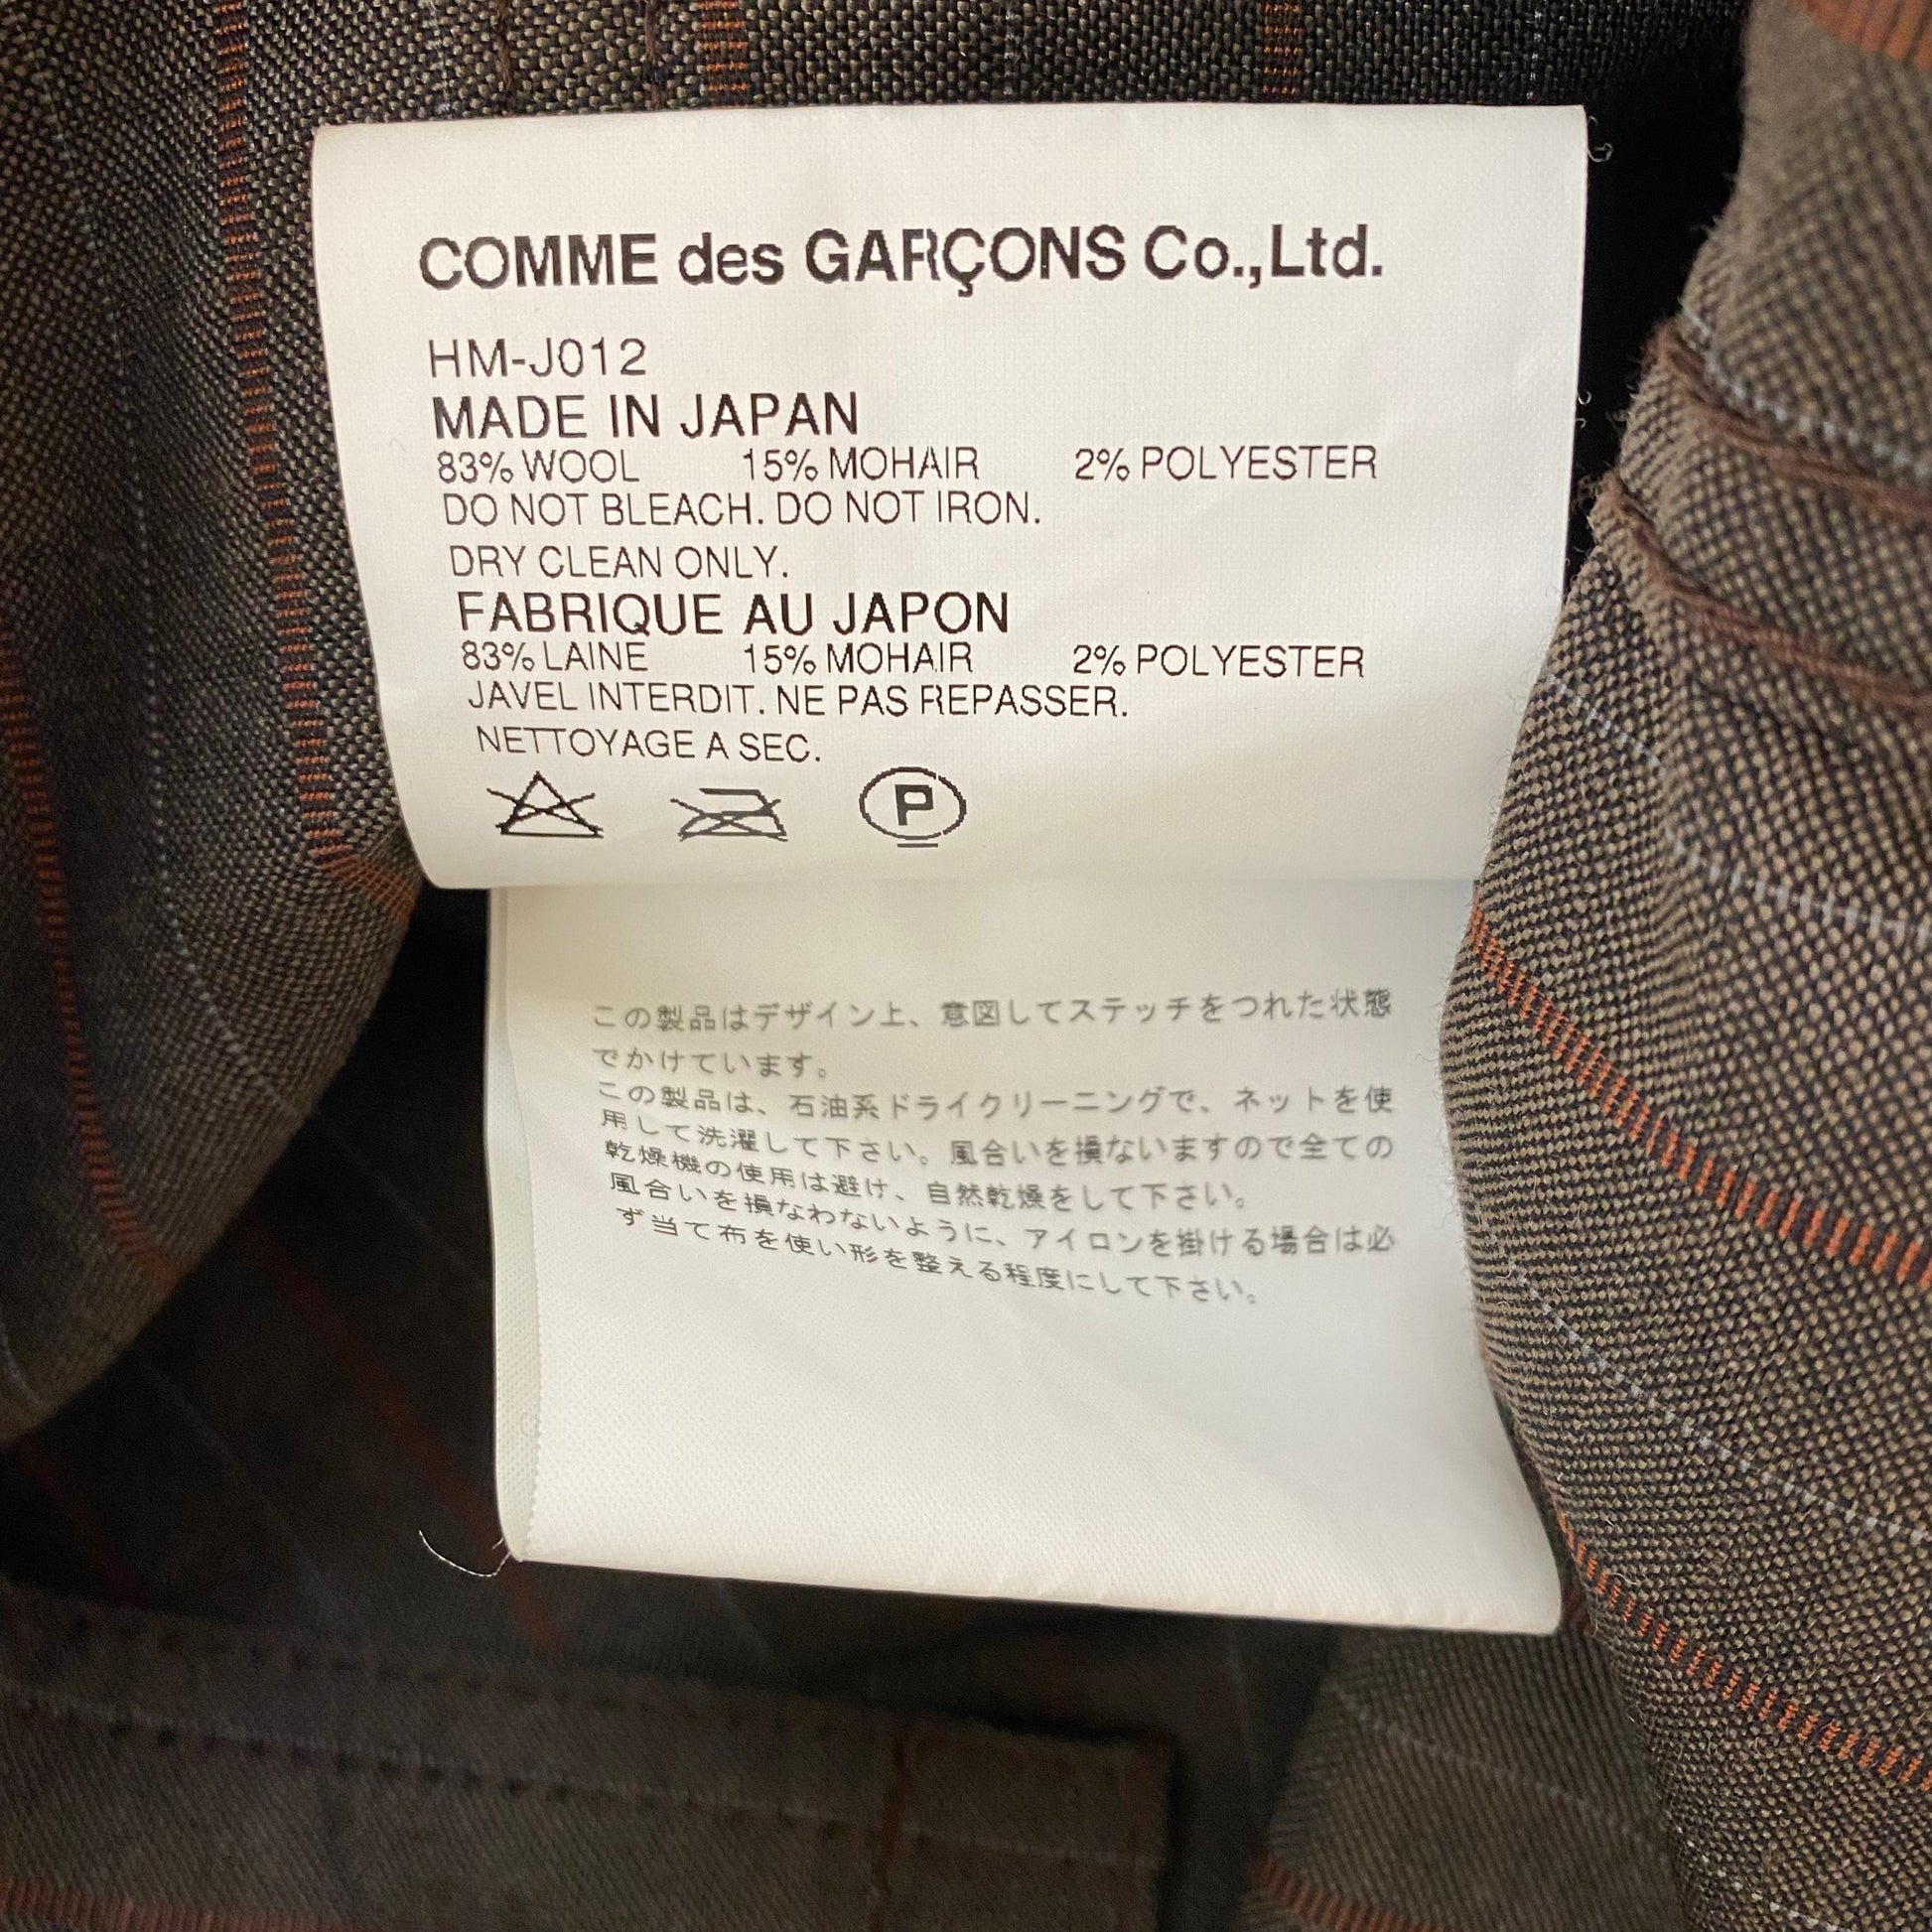 COMME des GARÇONS Co.,Ltd.
HM-J012
MADE IN JAPAN
83% WOOL 15% MOHAIR 2% POLYESTER
DO NOT BLEACH. DO NOT IRON.
DRY CLEAN ONLY.
FABRIQUE AU JAPON
83% LAINE 15% MOHAIR 2% POLYESTER
JAVEL INTERDIT. NE PAS REPASSER.
NETTOYAGE A SEC.
P
この製品はデザイン上、意図してステッチをつれた状態
でかけています。
この製品は、石油系ドライクリーニングで、ネットを使
用して洗濯して下さい。風合いを損ないますので全ての
乾燥機の使用は避け、自然乾燥をして下さい。
風合いを損なわないように、アイロンを掛ける場合は必
ず当て布を使い形を整える程度にして下さい。